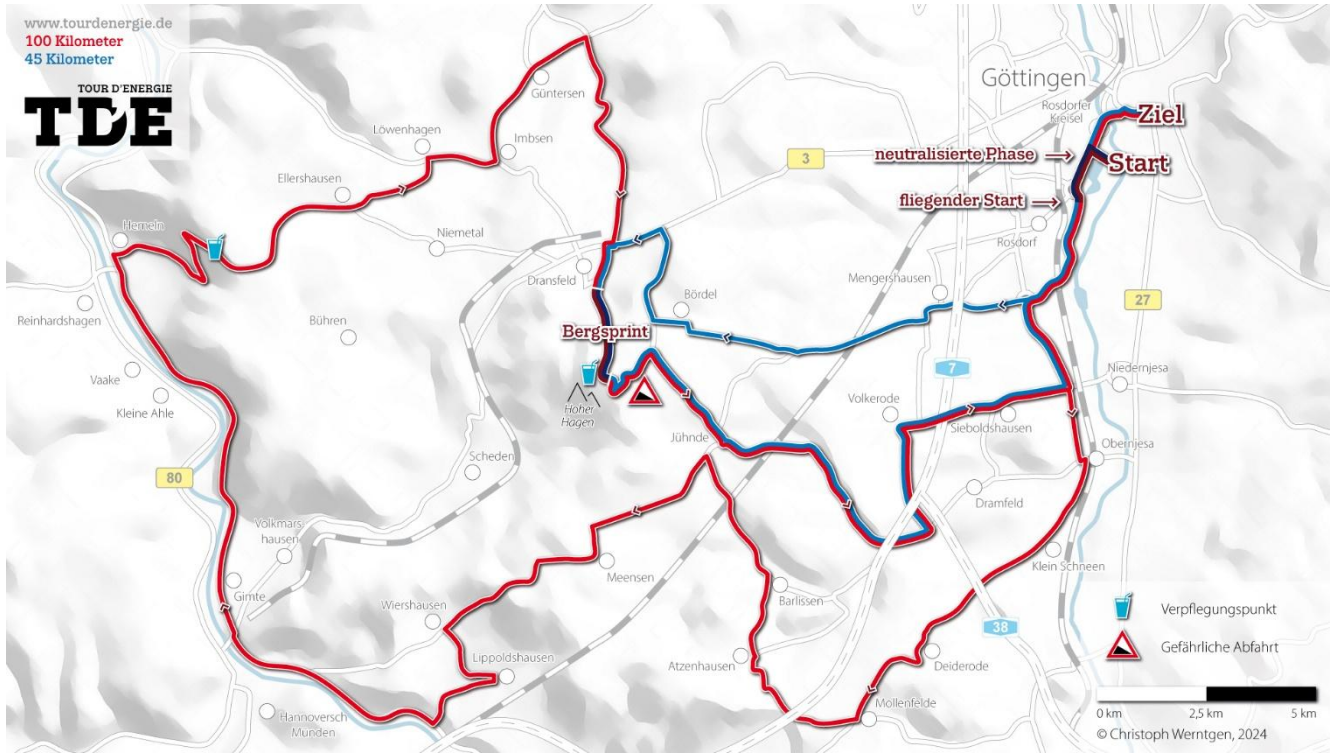 www.tourdenergie.de
100 Kilometer
45 Kilometer
TOUR D'ENERGIE
TDE
Güntersen
Löwenhagen
Imbsen
Ellershausen
Hemeln
Niemetal
Dransfeld
Reinhardshagen
Bühren
Bördel
Vaake
Kleine Ahle
Bergsprint
Hoher
Hagen
Göttingen
Rosdorfer
Kreisel
Ziel
neutralisierte Phase
Start
3
fliegender Start
Rosdorf
Mengershausen
27
7
Niedernjesa
Volkerode
Sieboldshausen
Jühnde
Obernjesa
Scheden
80
Dramfeld
Volkmars
hausen
Klein Schneen
Meensen
Gimte
Barlissen
Wiershausen
38
Lippoldshausen
Atzenhausen
Deiderode
Mollenfelde
Hannoversch
Münden
Verpflegungspunkt
Gefährliche Abfahrt
0 km 2,5 km 5 km
© Christoph Werntgen, 2024